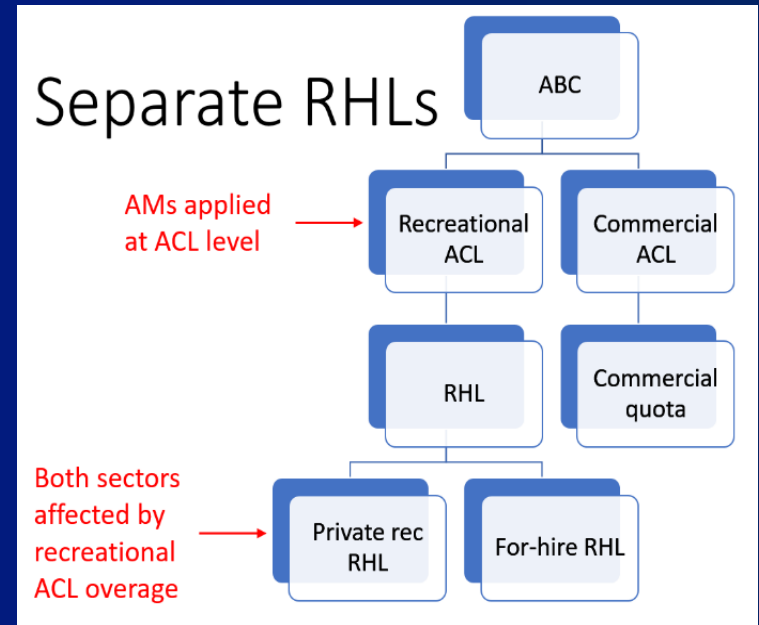 Separate RHLs
ABC
AMs applied
at ACL level
Recreational
ACL
Commercial
ACL
RHL
Commercial
quota
Both sectors
affected by
recreational
ACL overage
Private rec
RHL
For-hire RHL